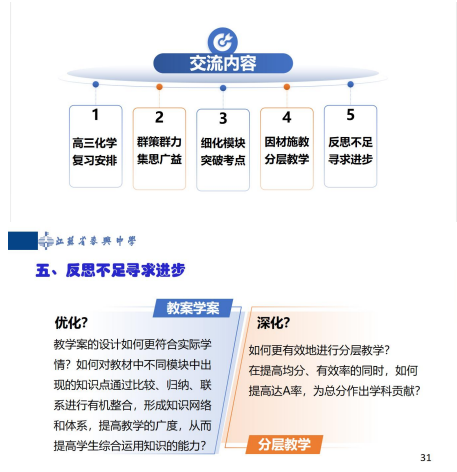 交流内容
1
高三化学
复习安排
2
群策群力
集思广益
3
细化模块
突破考点
4
因材施教
分层教学
5
反思不足
寻求进步
江苏省泰兴中学
五、反思不足寻求进步
教案学案
优化?
教学案的设计如何更符合实际学
情？如何对教材中不同模块中出
现的知识点通过比较、归纳、联
系进行有机整合，形成知识网络
和体系，提高教学的广度，从而
提高学生综合运用知识的能力？
深化?
如何更有效地进行分层教学？
在提高均分、有效率的同时，如何
提高达A率，为总分作出学科贡献？
分层教学
31